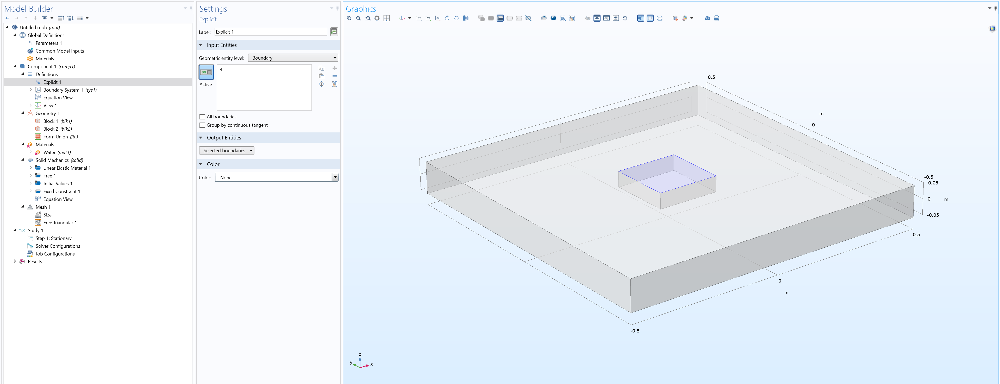 Model Builder
Untitled.mph (root)
Global Definitions
Pi Parameters 1
Common Model Inputs
Materials
Component 1 (comp1)
Definitions
Explicit 1
Boundary System 1 (sys1)
Equation View
View 1
Geometry 1
Block 1 (blk1)
Block 2 (blk2)
Form Union (fin)
Materials
Water (mat1)
Solid Mechanics (solid)
Linear Elastic Material 1
Free 1
Initial Values 1
Fixed Constraint 1
Equation View
Mesh 1
Size
Free Triangular 1
Study 1
Step 1: Stationary
Solver Configurations
Job Configurations
Results
Settings
Explicit
Label: Explicit 1
Input Entities
Geometric entity level: Boundary
ON
Active
9
All boundaries
Group by continuous tangent
Output Entities
Selected boundaries
Color
Color: None
Graphics
xy yz xz
0.5
m
0
-0.5
0.05
0 m
-0.05
0.5
0
m
-0.5
z
y x